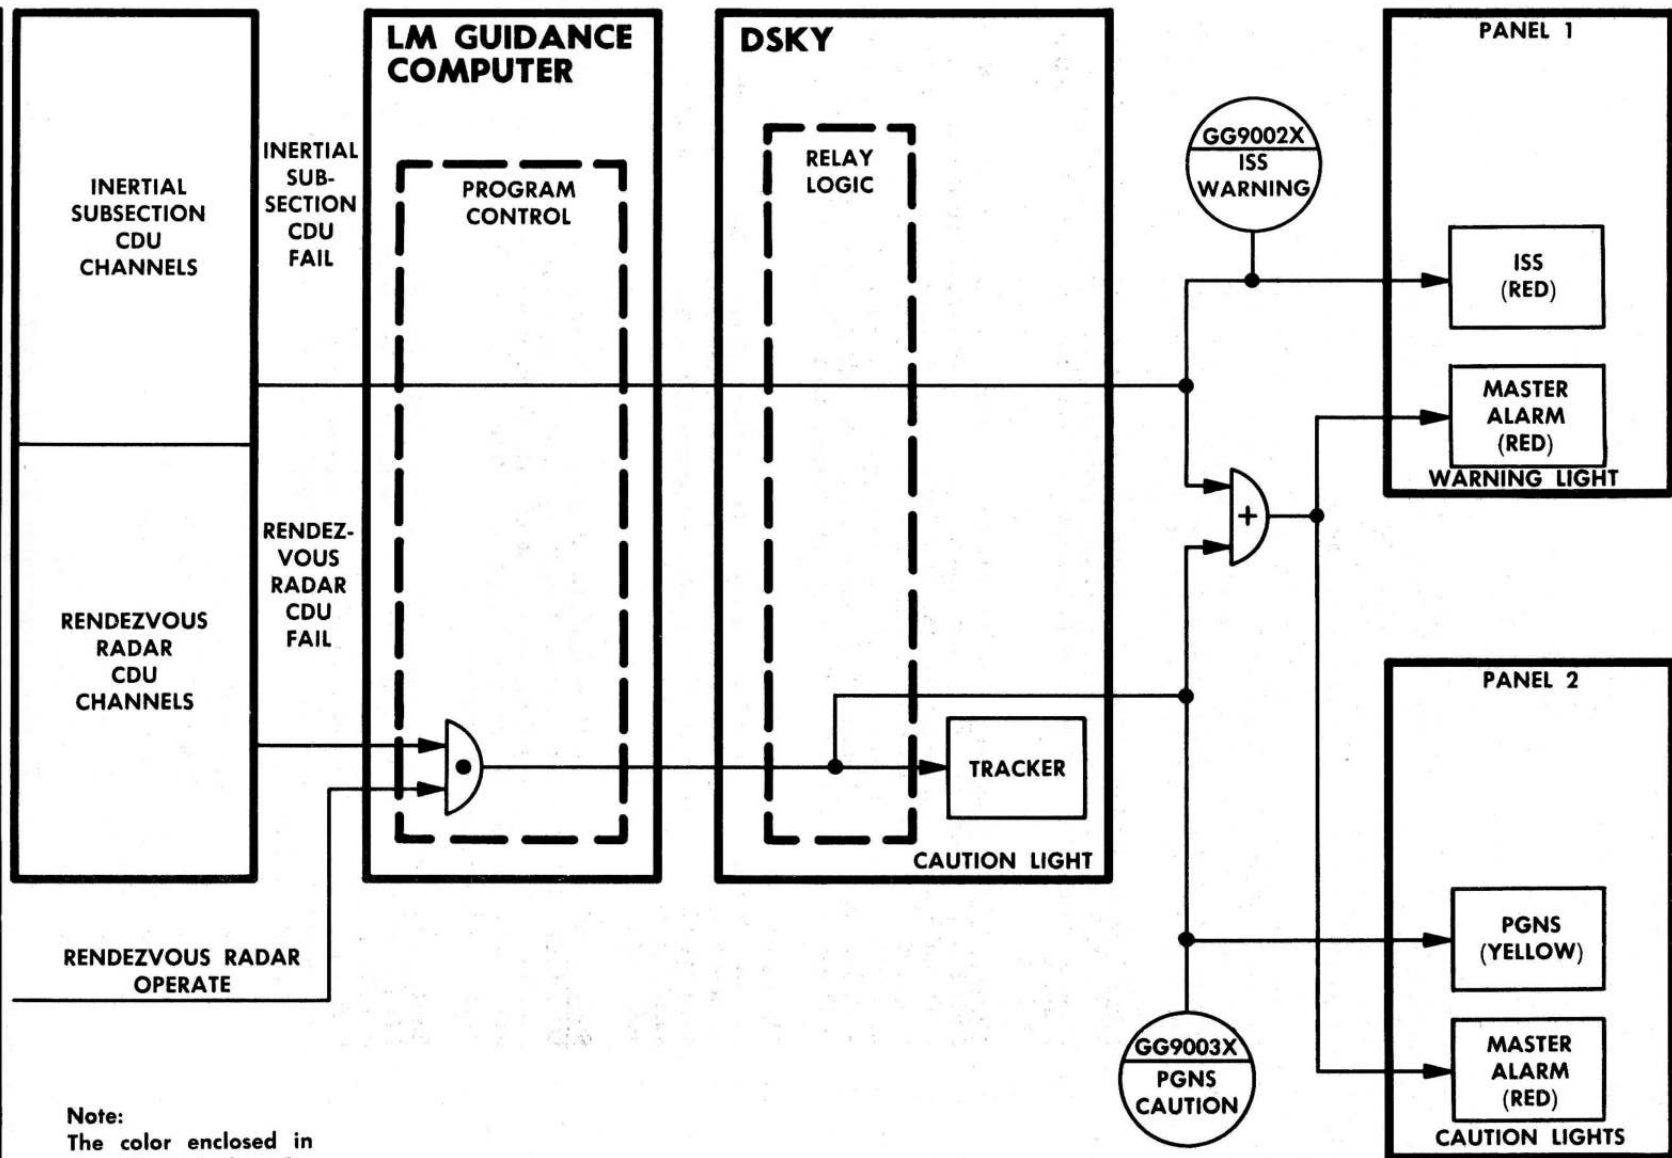 INERTIAL
SUBSECTION
CDU
CHANNELS
RENDEZVOUS
RADAR
CDU
CHANNELS
INERTIAL
SUB-
SECTION
CDU
FAIL
RENDEZ-
VOUS
RADAR
CDU
FAIL
RENDEZVOUS RADAR
OPERATE
LM GUIDANCE
COMPUTER
PROGRAM
CONTROL
DSKY
RELAY
LOGIC
TRACKER
CAUTION LIGHT
GG9002X
ISS
WARNING
+
GG9003X
PGNS
CAUTION
PANEL 1
ISS
(RED)
MASTER
ALARM
(RED)
WARNING LIGHT
PANEL 2
PGNS
(YELLOW)
MASTER
ALARM
(RED)
CAUTION LIGHTS
Note:
The color enclosed in